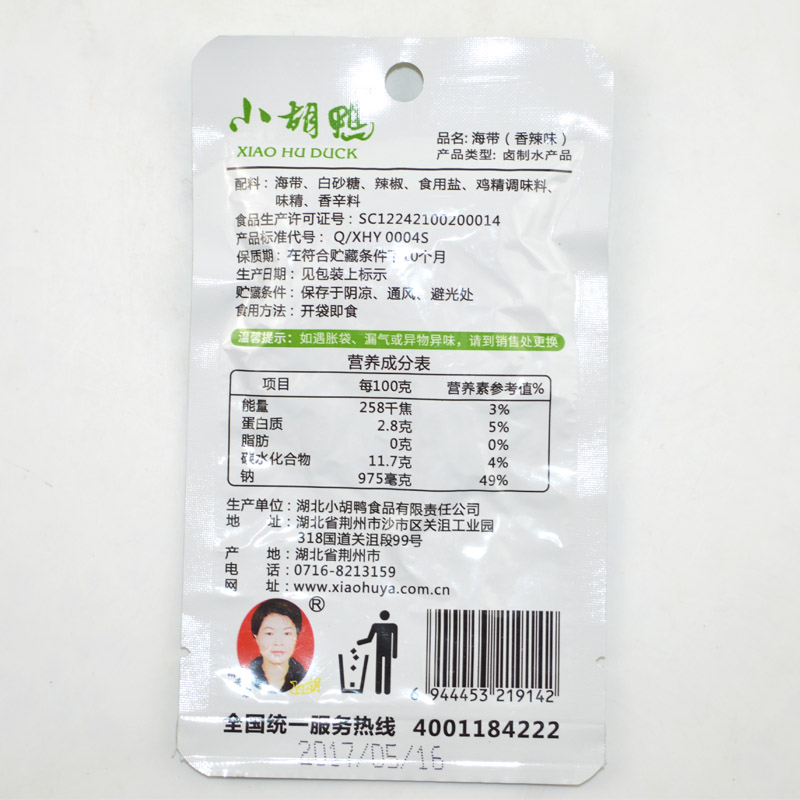 小胡鸭
XIAO HU DUCK
品名: 海带（香辣味）
产品类型: 卤制水产品
配料: 海带、白砂糖、辣椒、食用盐、鸡精调味料、
味精、香辛料
食品生产许可证号: SC12242100200014
产品标准代号: Q/XHY 0004S
保质期: 在符合贮藏条件下10个月
生产日期: 见包装上标示
贮藏条件: 保存于阴凉、通风、避光处
食用方法: 开袋即食
温馨提示: 如遇胀袋、漏气或异物异味，请到销售处更换
营养成分表
项目 每100克 营养素参考值%
能量 258千焦 3%
蛋白质 2.8克 5%
脂肪 0克 0%
碳水化合物 11.7克 4%
钠 975毫克 49%
生产单位: 湖北小胡鸭食品有限责任公司
地 址: 湖北省荆州市沙市区关沮工业园
318国道关沮段99号
产 地: 湖北省荆州市
电 话: 0716-8213159
网 址: www.xiaohuya.com.cn
®
6 944453 219142
全国统一服务热线 4001184222
2017/05/16